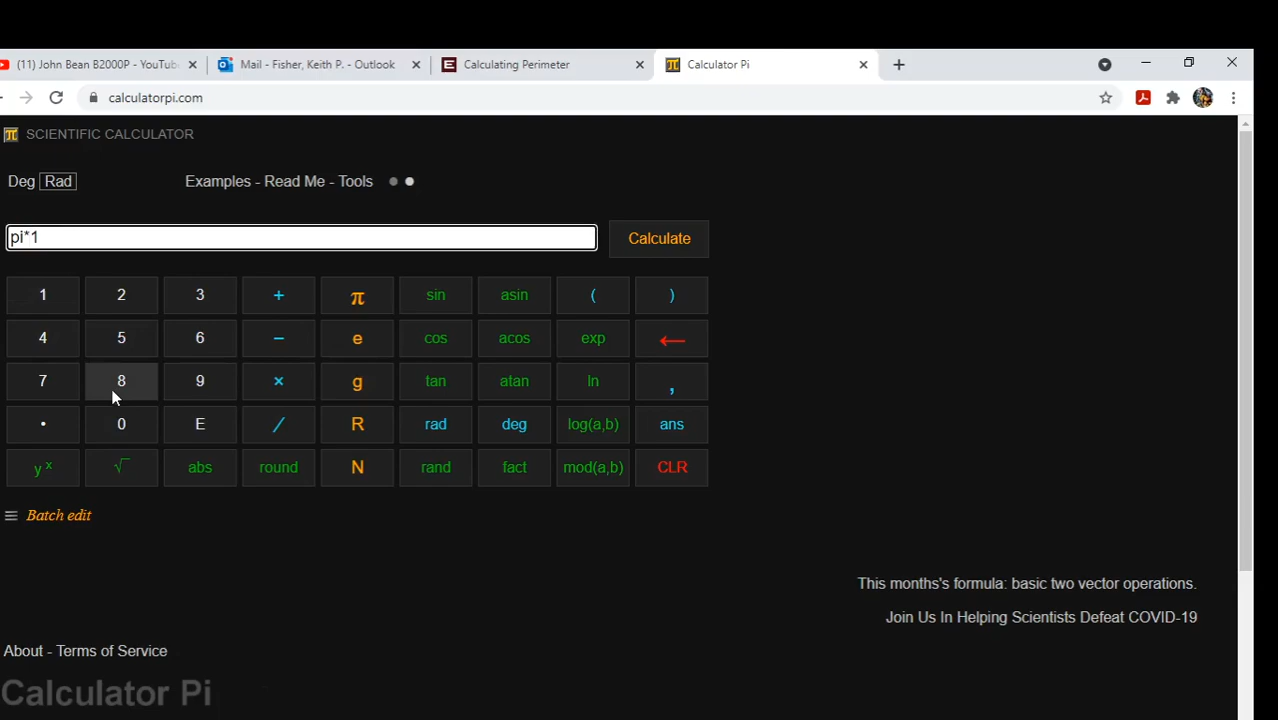 (11) John Bean B2000P - YouTube
Mail - Fisher, Keith P. - Outlook
Calculating Perimeter
Calculator Pi
calculatorpi.com
π SCIENTIFIC CALCULATOR
Deg Rad
Examples - Read Me - Tools
pi*1
Calculate
1 2 3 + π sin asin ( )
4 5 6 − e cos acos exp ←
7 8 9 × g tan atan ln ,
• 0 E / R rad deg log(a,b) ans
y x √ abs round N rand fact mod(a,b) CLR
Batch edit
This months's formula: basic two vector operations.
Join Us In Helping Scientists Defeat COVID-19
About - Terms of Service
Calculator Pi